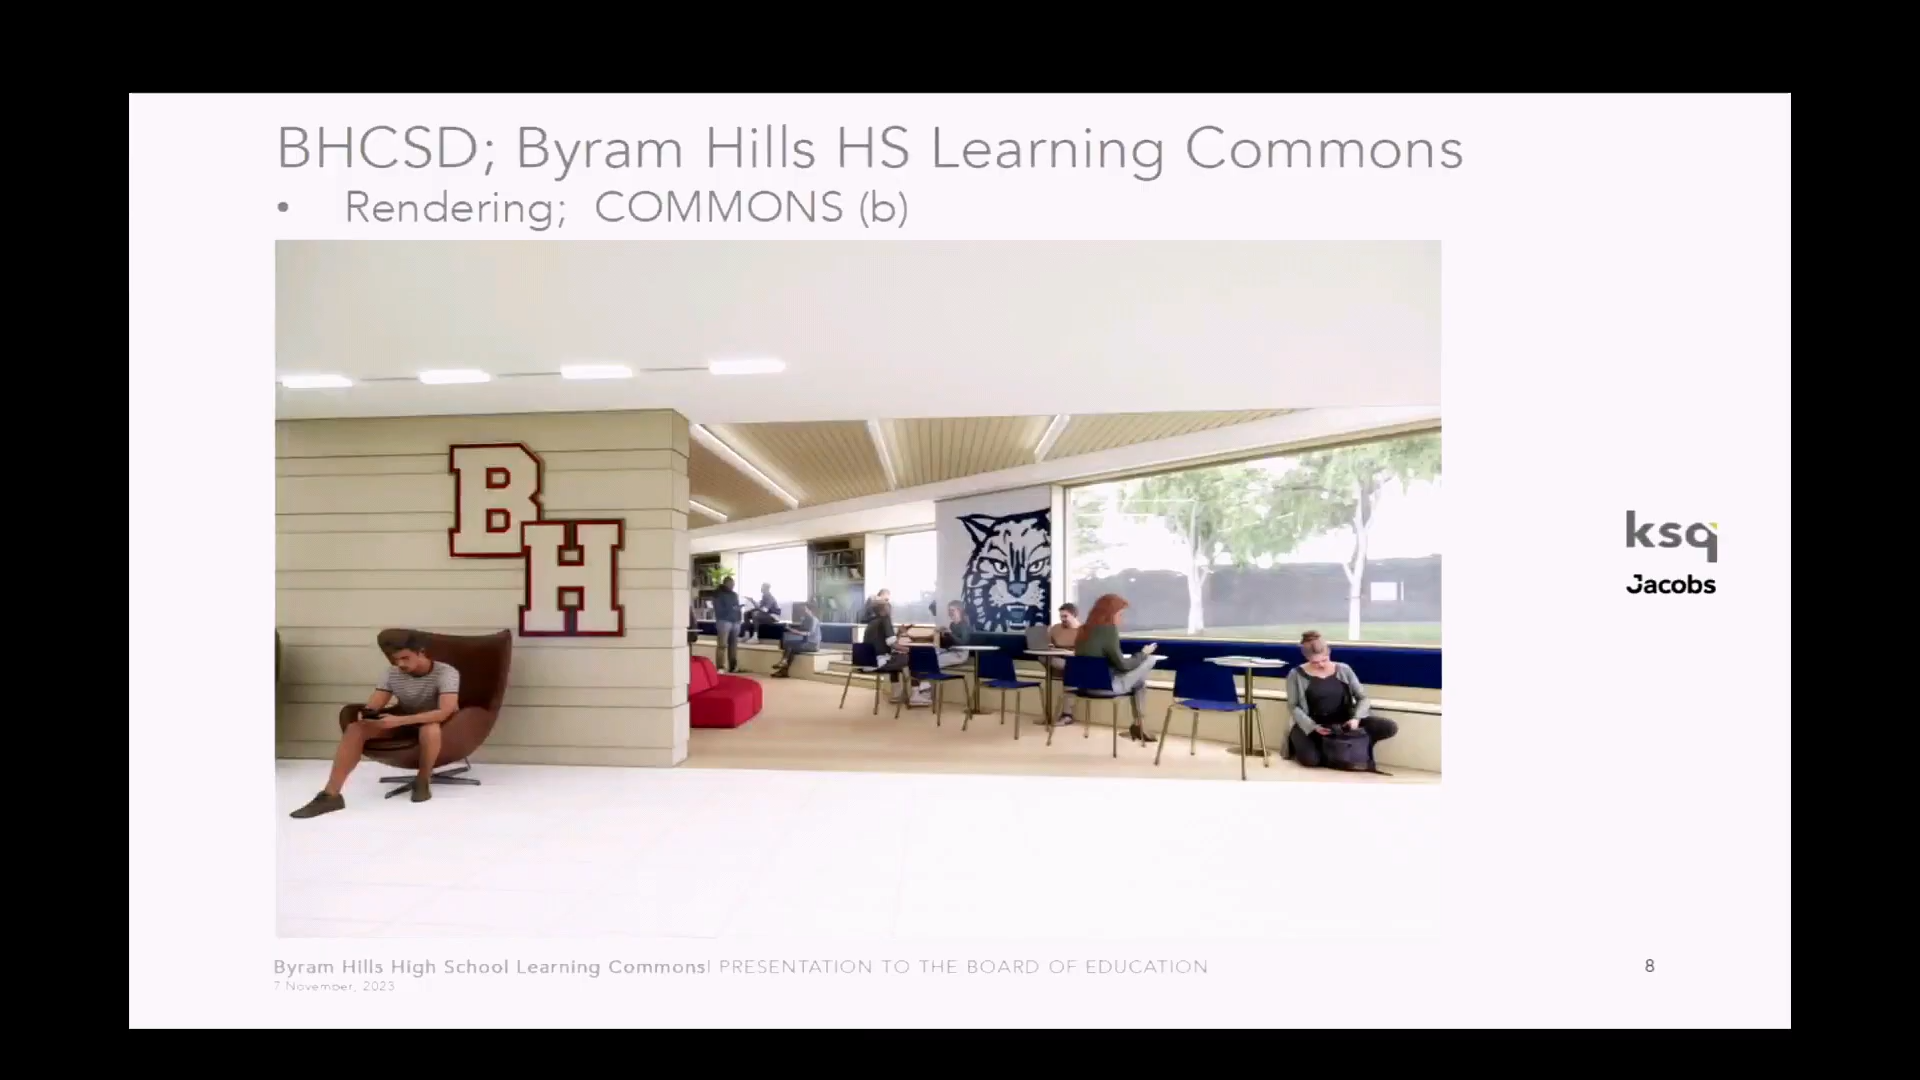 BHCSD; Byram Hills HS Learning Commons
• Rendering; COMMONS (b)
B
H
ksq
Jacobs
Byram Hills High School Learning Commons| PRESENTATION TO THE BOARD OF EDUCATION
8
7 November, 2023